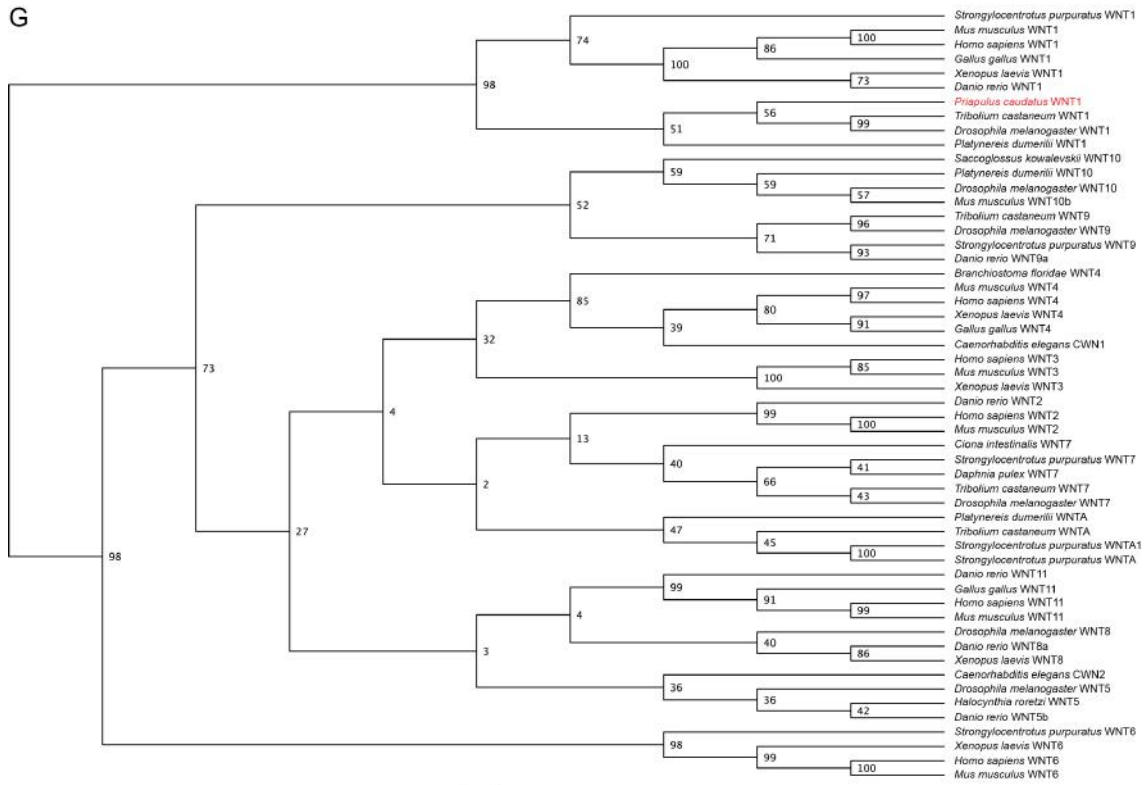 G
Strongylocentrotus purpuratus WNT1
Mus musculus WNT1
74
100
Homo sapiens WNT1
86
Gallus gallus WNT1
100
Xenopus laevis WNT1
73
98
Danio rerio WNT1
Priapulus caudatus WNT1
56
Tribolium castaneum WNT1
99
51
Drosophila melanogaster WNT1
Platynereis dumerilii WNT1
Saccoglossus kowalevskii WNT10
59
Platynereis dumerilii WNT10
59
Drosophila melanogaster WNT10
57
52
Mus musculus WNT10b
Tribolium castaneum WNT9
96
71
Drosophila melanogaster WNT9
Strongylocentrotus purpuratus WNT9
93
Danio rerio WNT9a
Branchiostoma floridae WNT4
85
Mus musculus WNT4
97
80
Homo sapiens WNT4
39
Xenopus laevis WNT4
91
32
Gallus gallus WNT4
Caenorhabditis elegans CWN1
73
Homo sapiens WNT3
85
100
Mus musculus WNT3
Xenopus laevis WNT3
4
Danio rerio WNT2
99
Homo sapiens WNT2
100
13
Mus musculus WNT2
Ciona intestinalis WNT7
40
Strongylocentrotus purpuratus WNT7
41
66
Daphnia pulex WNT7
2
Tribolium castaneum WNT7
43
Drosophila melanogaster WNT7
Platynereis dumerilii WNTA
47
Tribolium castaneum WNTA
45
27
Strongylocentrotus purpuratus WNTA1
100
98
Strongylocentrotus purpuratus WNTA
Danio rerio WNT11
99
Gallus gallus WNT11
91
Homo sapiens WNT11
99
4
Mus musculus WNT11
Drosophila melanogaster WNT8
40
3
Danio rerio WNT8a
86
Xenopus laevis WNT8
Caenorhabditis elegans CWN2
36
Drosophila melanogaster WNT5
36
Halocynthia roretzi WNT5
42
Danio rerio WNT5b
Strongylocentrotus purpuratus WNT6
98
Xenopus laevis WNT6
99
Homo sapiens WNT6
100
Mus musculus WNT6